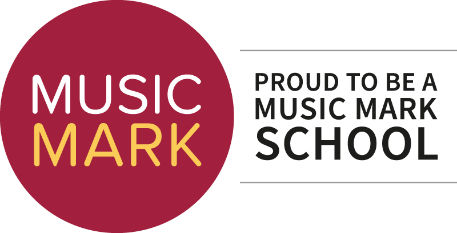 MUSIC
MARK
PROUD TO BE A
MUSIC MARK
SCHOOL